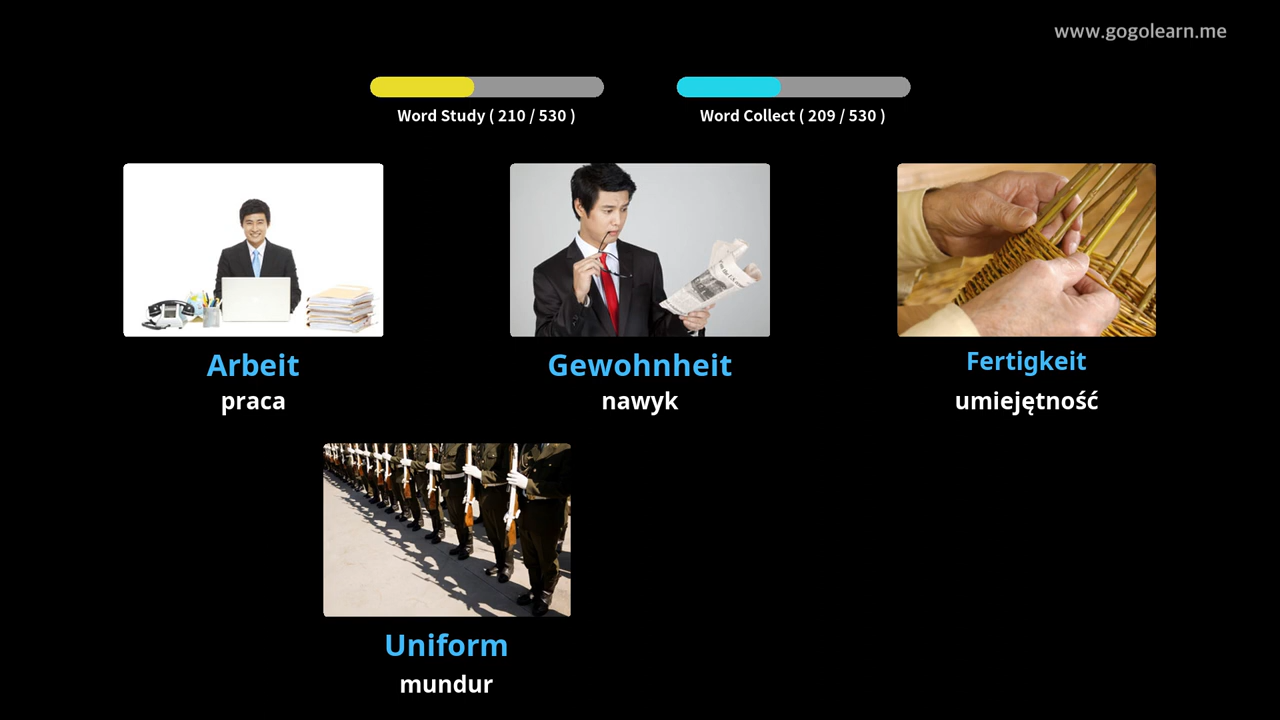 www.gogolearn.me
Word Study ( 210 / 530 )
Word Collect ( 209 / 530 )
Arbeit
praca
Gewohnheit
nawyk
Fertigkeit
umiejętność
Uniform
mundur